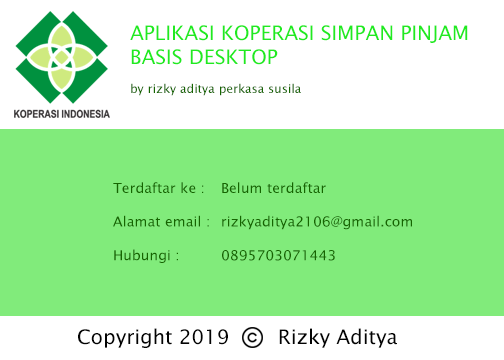 APLIKASI KOPERASI SIMPAN PINJAM
BASIS DESKTOP
by rizky aditya perkasa susila
KOPERASI INDONESIA
Terdaftar ke : Belum terdaftar
Alamat email : rizkyaditya2106@gmail.com
Hubungi : 0895703071443
Copyright 2019 © Rizky Aditya